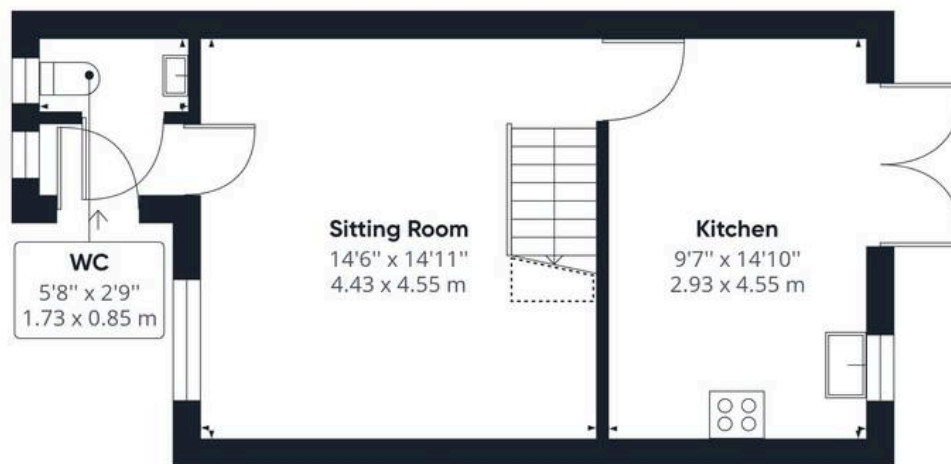 WC
5'8" x 2'9"
1.73 x 0.85 m
Sitting Room
14'6" x 14'11"
4.43 x 4.55 m
Kitchen
9'7" x 14'10"
2.93 x 4.55 m